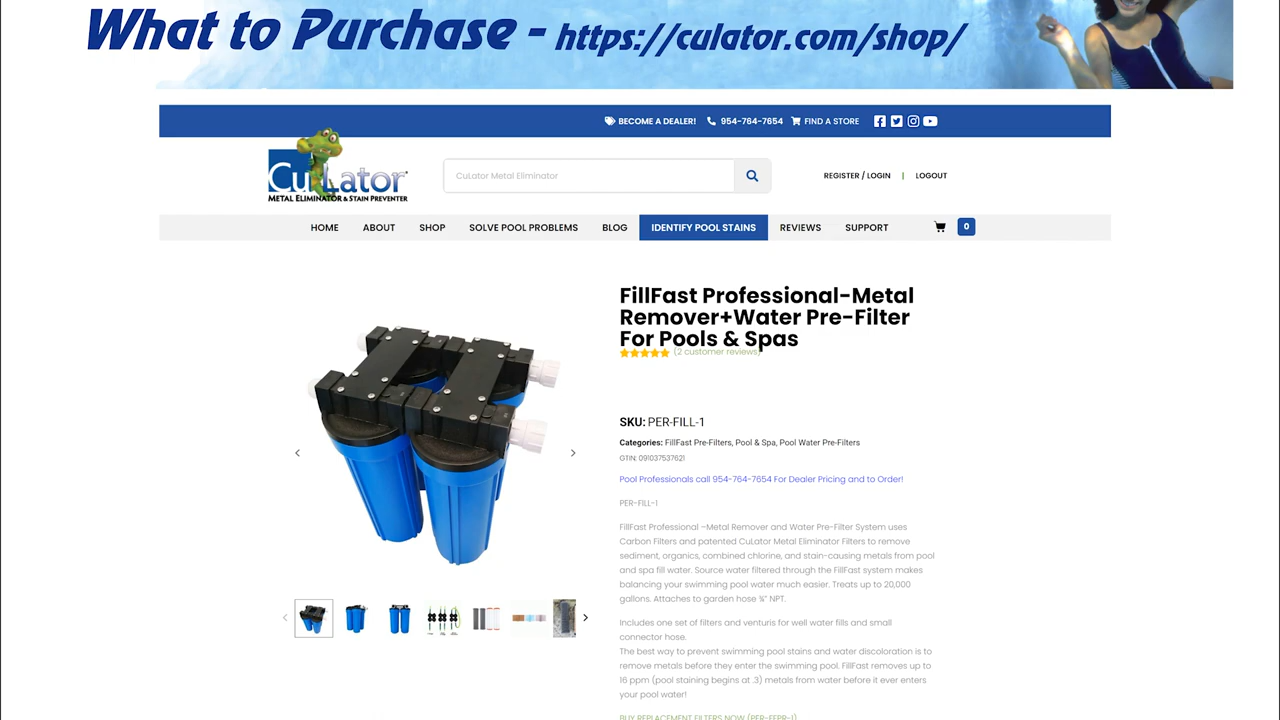 What to Purchase - https://culator.com/shop/
BECOME A DEALER! 954-764-7654 FIND A STORE
CuLator
METAL ELIMINATOR & STAIN PREVENTER
CuLator Metal Eliminator
REGISTER / LOGIN | LOGOUT
HOME ABOUT SHOP SOLVE POOL PROBLEMS BLOG IDENTIFY POOL STAINS REVIEWS SUPPORT 0
FillFast Professional-Metal
Remover+Water Pre-Filter
For Pools & Spas
(2 customer reviews)
SKU: PER-FILL-1
Categories: FillFast Pre-Filters, Pool & Spa, Pool Water Pre-Filters
GTIN: 091037537621
Pool Professionals call 954-764-7654 For Dealer Pricing and to Order!
PER-FILL-1
FillFast Professional –Metal Remover and Water Pre-Filter System uses
Carbon Filters and patented CuLator Metal Eliminator Filters to remove
sediment, organics, combined chlorine, and stain-causing metals from pool
and spa fill water. Source water filtered through the FillFast system makes
balancing your swimming pool water much easier. Treats up to 20,000
gallons. Attaches to garden hose ¾" NPT.
Includes one set of filters and venturis for well water fills and small
connector hose.
The best way to prevent swimming pool stains and water discoloration is to
remove metals before they enter the swimming pool. FillFast removes up to
16 ppm (pool staining begins at .3) metals from water before it ever enters
your pool water!
BUY REPLACEMENT FILTERS NOW (PER-FFPR-1)